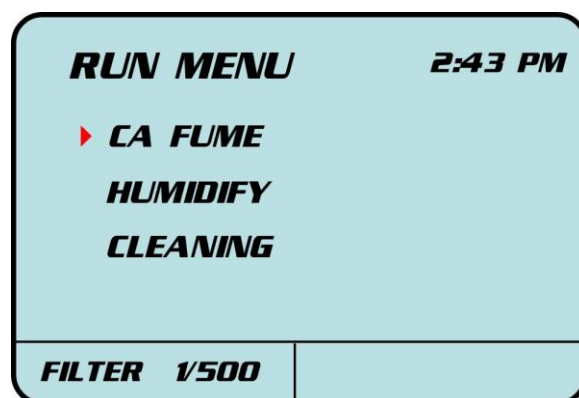 RUN MENU 2:43 PM
CA FUME
HUMIDIFY
CLEANING
FILTER 1/500